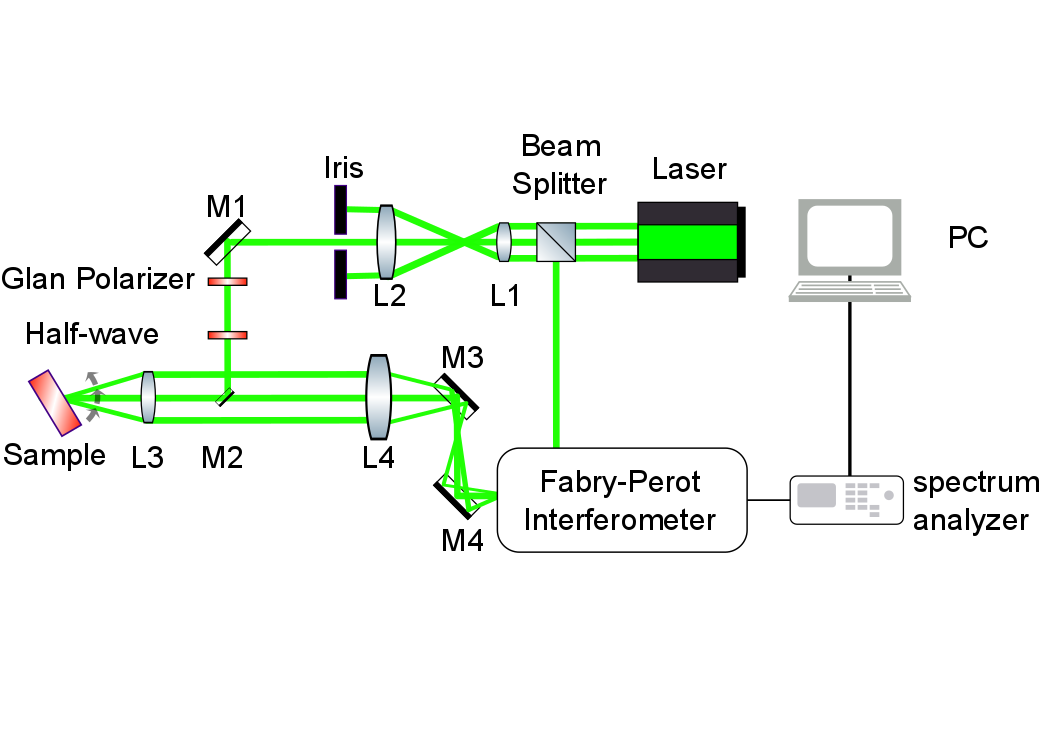 Beam
Splitter
Laser
Iris
M1
PC
Glan Polarizer
L2
L1
Half-wave
M3
Sample
L3
M2
L4
Fabry-Perot
Interferometer
spectrum
analyzer
M4